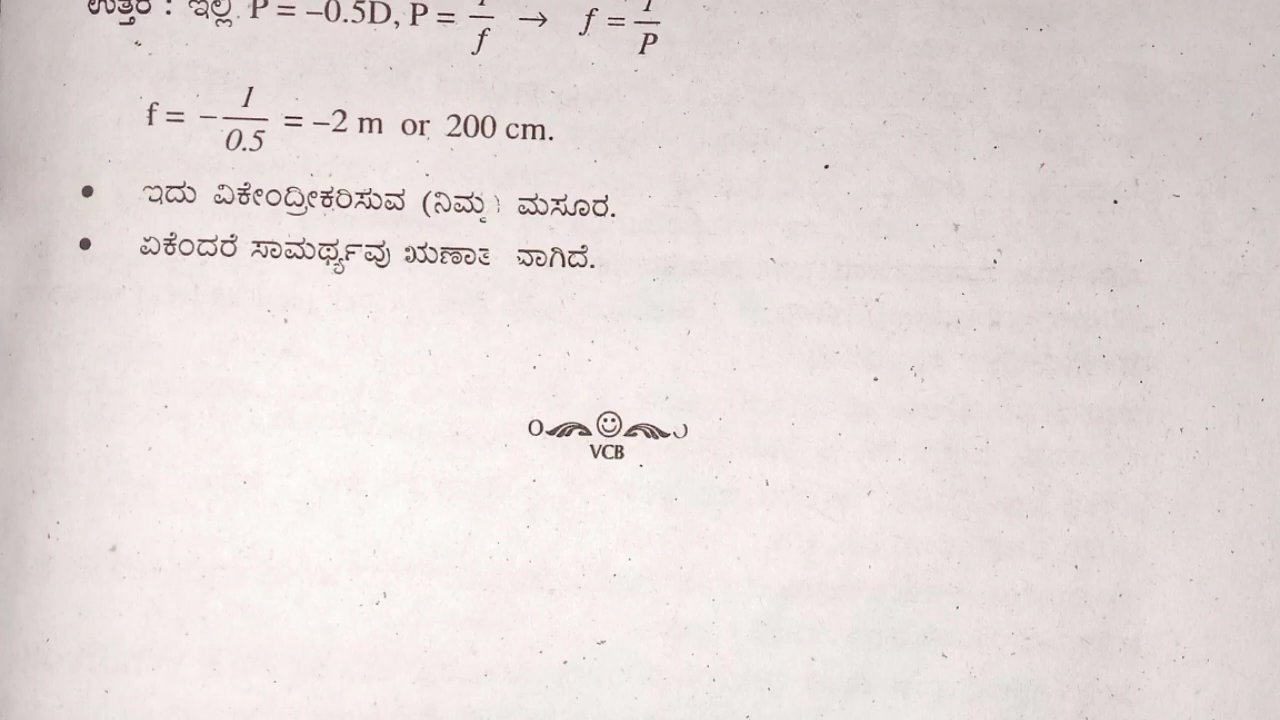 ಉತ್ತರ : ಇಲ್ಲಿ P = –0.5D, P = 1/f → f = 1/P
f = –1/0.5 = –2 m or 200 cm.
• ಇದು ವಿಕೇಂದ್ರೀಕರಿಸುವ (ನಿಮ್ನ) ಮಸೂರ.
• ಏಕೆಂದರೆ ಸಾಮರ್ಥ್ಯವು ವಾಗಿದೆ.
VCB